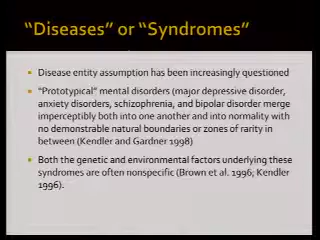 “Diseases” or “Syndromes”
Disease entity assumption has been increasingly questioned
“Prototypical” mental disorders (major depressive disorder,
anxiety disorders, schizophrenia, and bipolar disorder merge
imperceptibly both into one another and into normality with
no demonstrable natural boundaries or zones of rarity in
between (Kendler and Gardner 1998)
Both the genetic and environmental factors underlying these
syndromes are often nonspecific (Brown et al. 1996; Kendler
1996).